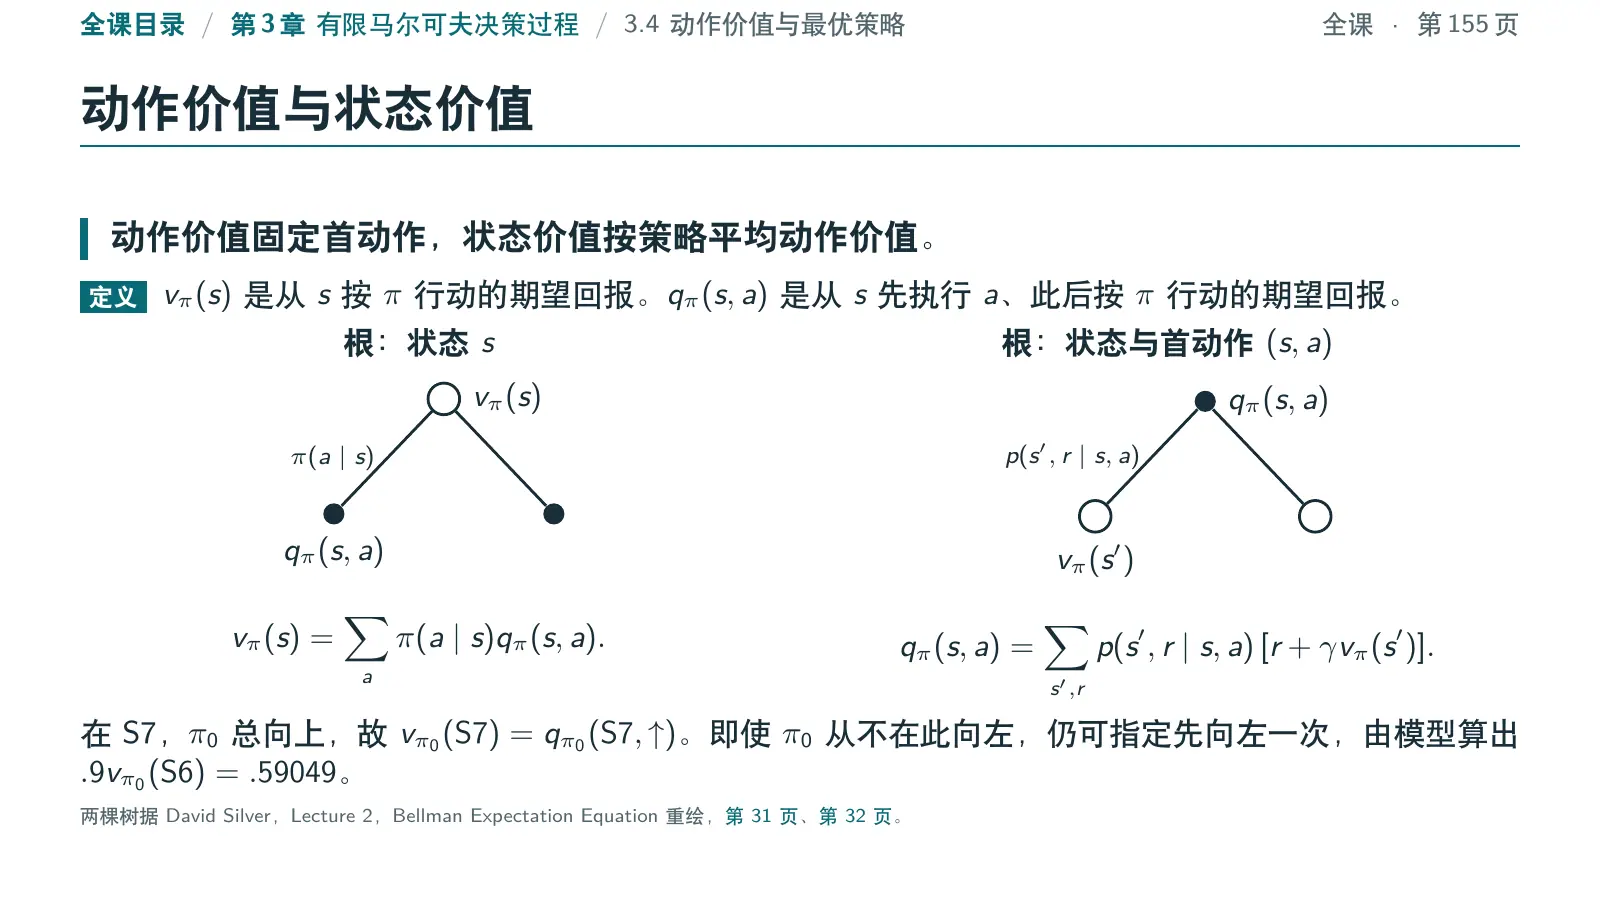 全课目录 / 第 3 章 有限马尔可夫决策过程 / 3.4 动作价值与最优策略
全课 · 第 155 页
动作价值与状态价值
动作价值固定首动作，状态价值按策略平均动作价值。
定义 vπ(s) 是从 s 按 π 行动的期望回报。qπ(s, a) 是从 s 先执行 a、此后按 π 行动的期望回报。
根：状态 s
vπ(s)
π(a | s)
qπ(s, a)
vπ(s) = ∑a π(a | s)qπ(s, a).
根：状态与首动作 (s, a)
qπ(s, a)
p(s′, r | s, a)
vπ(s′)
qπ(s, a) = ∑s′,r p(s′, r | s, a) [r + γvπ(s′)].
在 S7，π0 总向上，故 vπ0(S7) = qπ0(S7, ↑)。即使 π0 从不在此向左，仍可指定先向左一次，由模型算出
.9vπ0(S6) = .59049。
两棵树据 David Silver，Lecture 2，Bellman Expectation Equation 重绘，第 31 页、第 32 页。